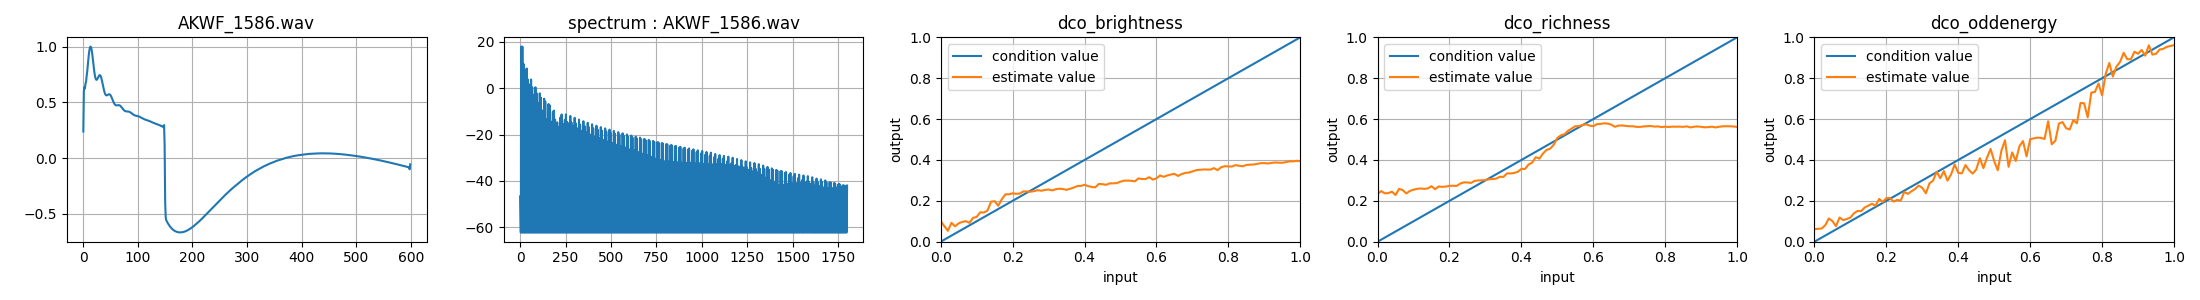 AKWF_1586.wav
1.0
0.5
0.0
−0.5
0 100 200 300 400 500 600
spectrum : AKWF_1586.wav
20
0
−20
−40
−60
0 250 500 750 1000 1250 1500 1750
dco_brightness
condition value
estimate value
output
1.0
0.8
0.6
0.4
0.2
0.0
0.0 0.2 0.4 0.6 0.8 1.0
input
dco_richness
condition value
estimate value
output
1.0
0.8
0.6
0.4
0.2
0.0
0.0 0.2 0.4 0.6 0.8 1.0
input
dco_oddenergy
condition value
estimate value
output
1.0
0.8
0.6
0.4
0.2
0.0
0.0 0.2 0.4 0.6 0.8 1.0
input